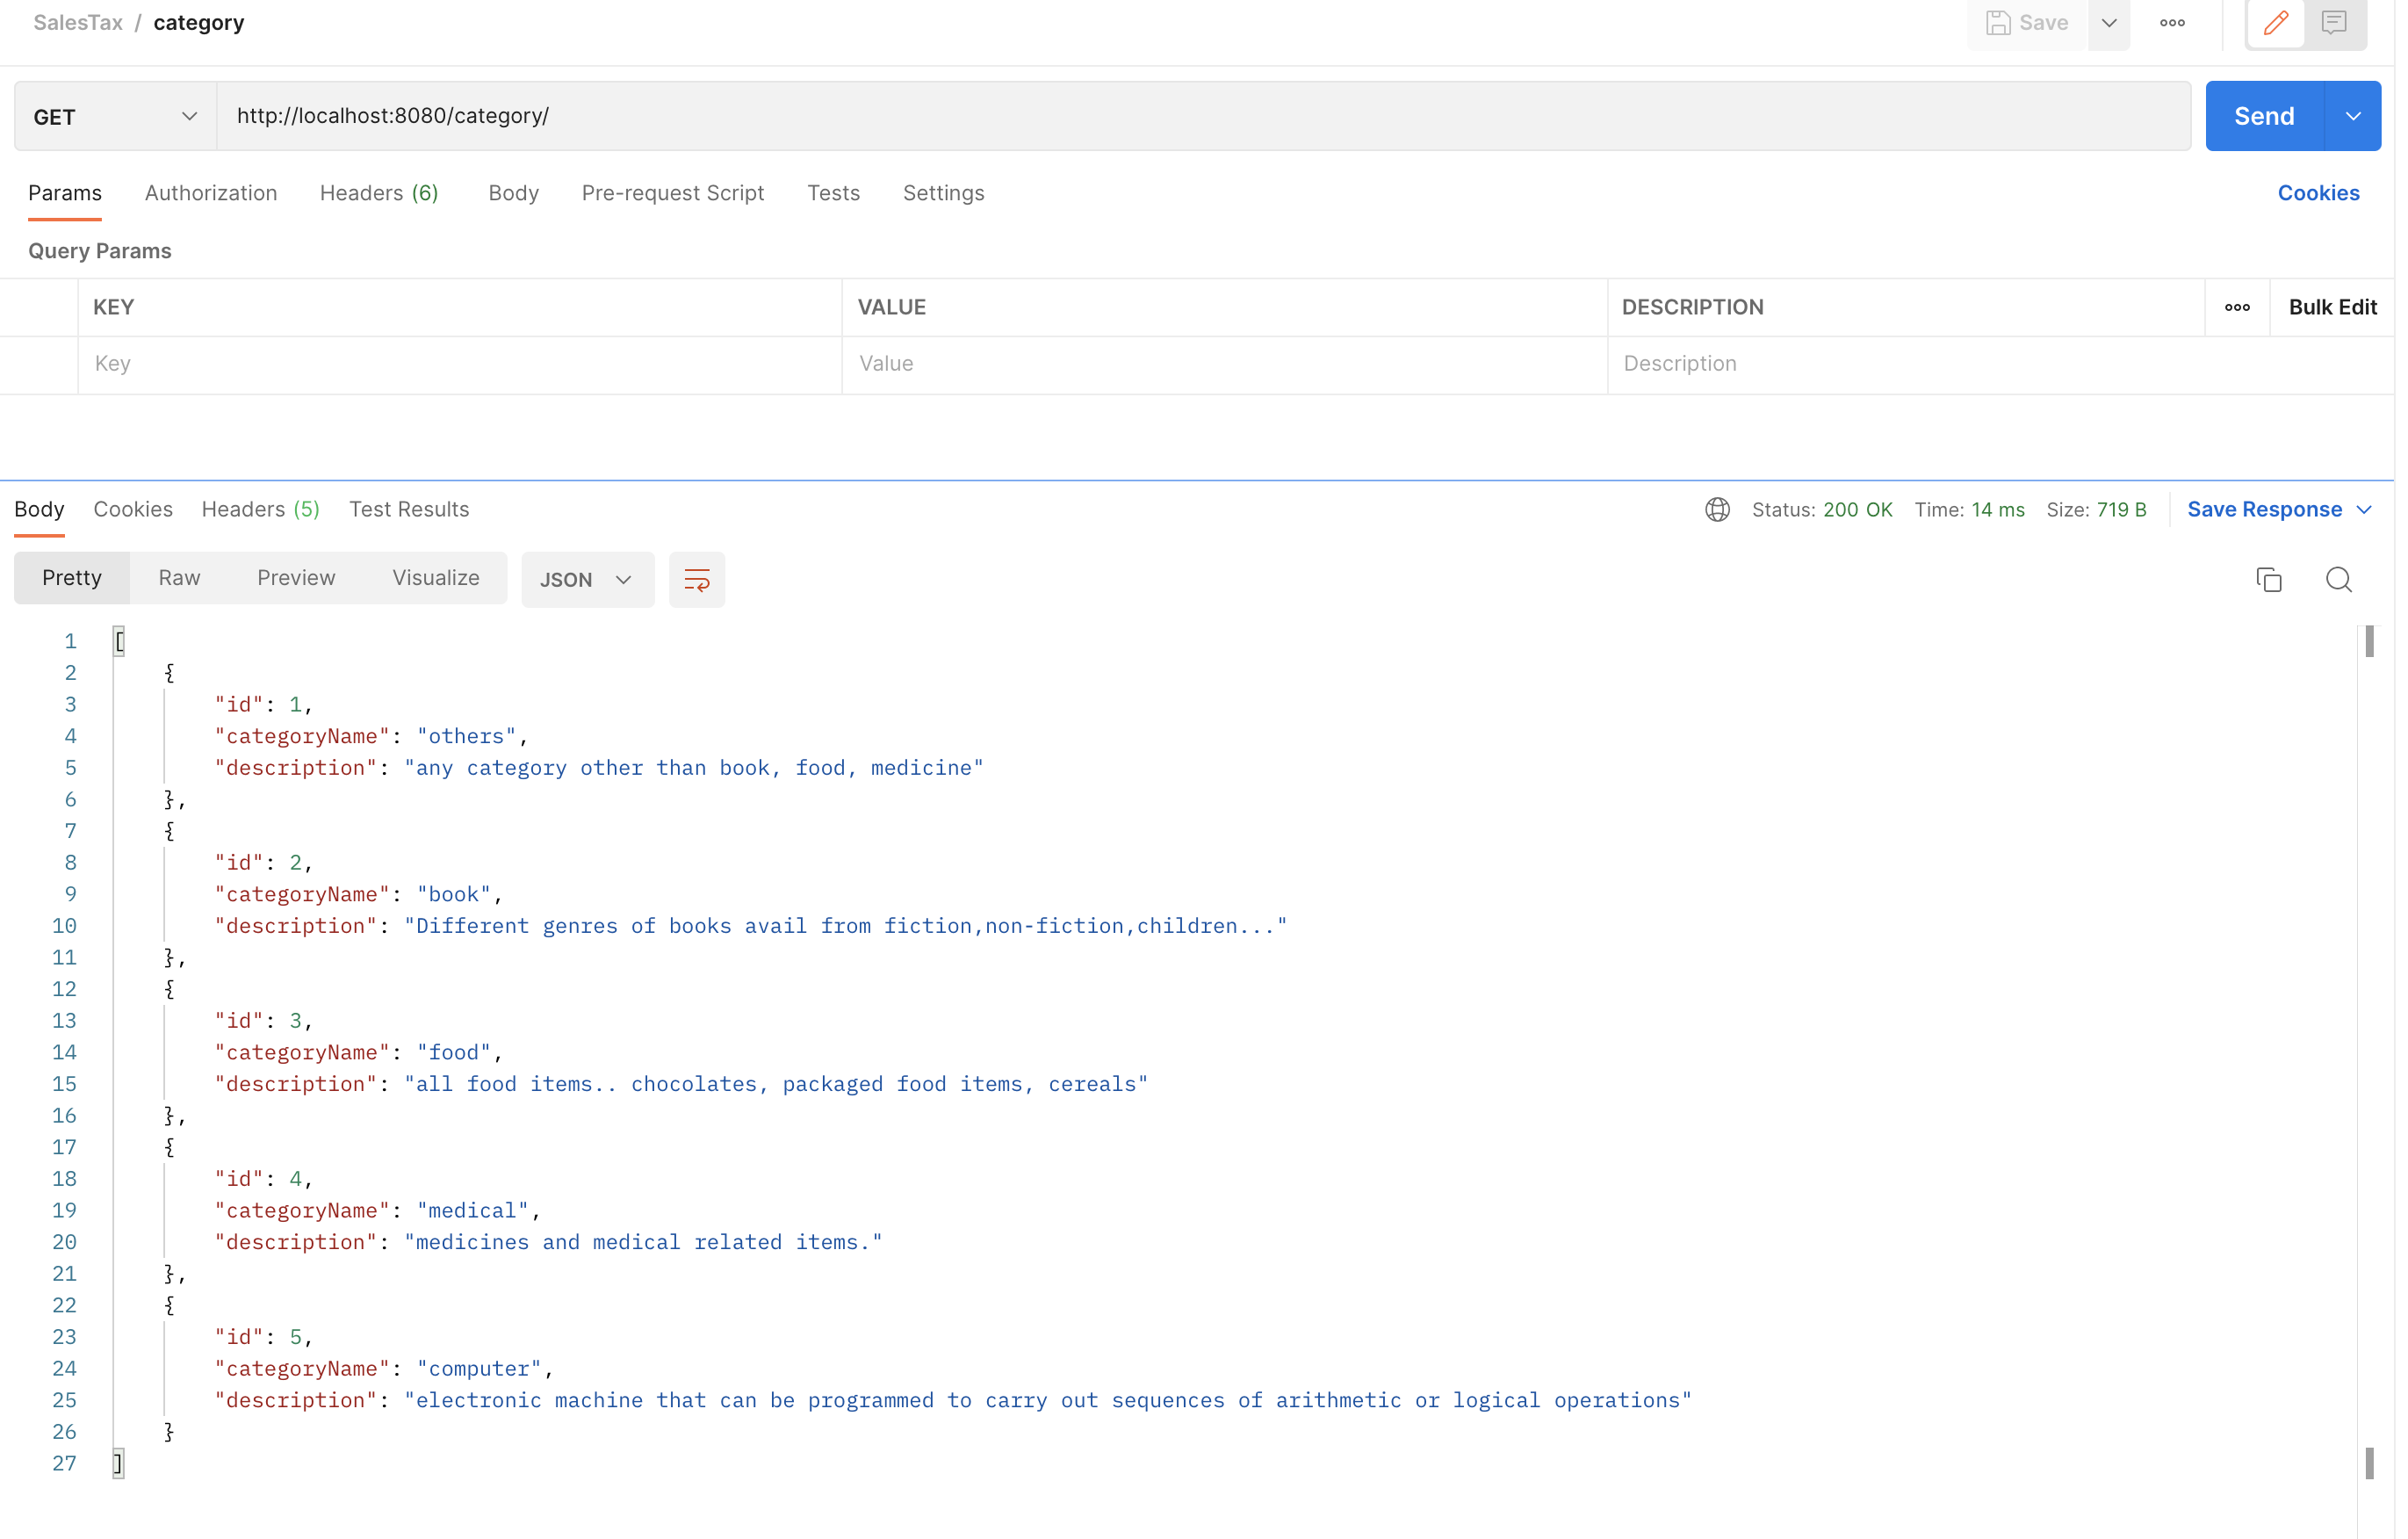 SalesTax / category
Save
GET
http://localhost:8080/category/
Send
Params Authorization Headers (6) Body Pre-request Script Tests Settings Cookies
Query Params
KEY VALUE DESCRIPTION Bulk Edit
Key Value Description
Body Cookies Headers (5) Test Results Status: 200 OK Time: 14 ms Size: 719 B Save Response
Pretty Raw Preview Visualize JSON
1 [
2 {
3 "id": 1,
4 "categoryName": "others",
5 "description": "any category other than book, food, medicine"
6 },
7 {
8 "id": 2,
9 "categoryName": "book",
10 "description": "Different genres of books avail from fiction,non-fiction,children..."
11 },
12 {
13 "id": 3,
14 "categoryName": "food",
15 "description": "all food items.. chocolates, packaged food items, cereals"
16 },
17 {
18 "id": 4,
19 "categoryName": "medical",
20 "description": "medicines and medical related items."
21 },
22 {
23 "id": 5,
24 "categoryName": "computer",
25 "description": "electronic machine that can be programmed to carry out sequences of arithmetic or logical operations"
26 }
27 ]